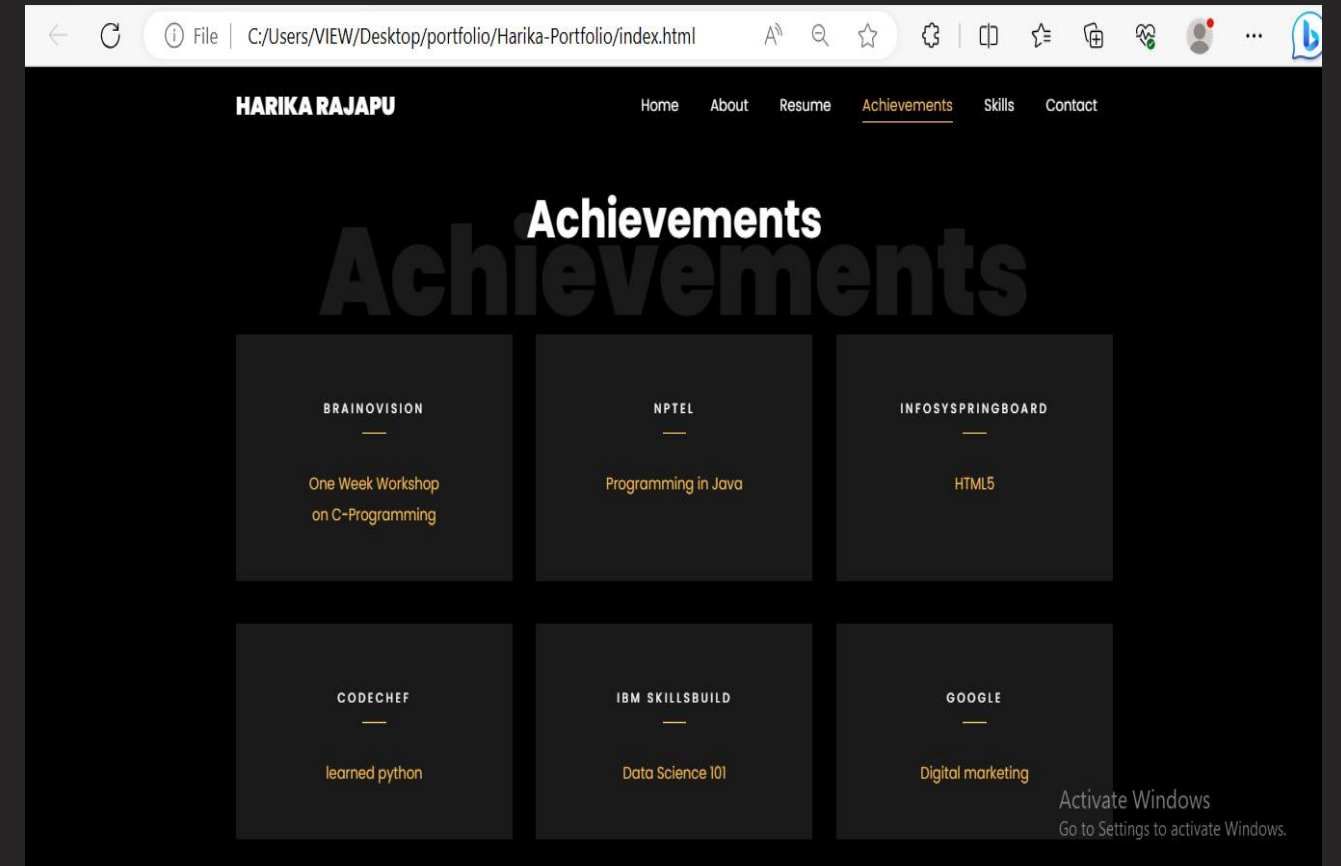 File C:/Users/VIEW/Desktop/portfolio/Harika-Portfolio/index.html
HARIKA RAJAPU Home About Resume Achievements Skills Contact
Achievements
Achievements
BRAINOVISION
One Week Workshop
on C-Programming
NPTEL
Programming in Java
INFOSYSPRINGBOARD
HTML5
CODECHEF
learned python
IBM SKILLSBUILD
Data Science 101
GOOGLE
Digital marketing
Activate Windows
Go to Settings to activate Windows.